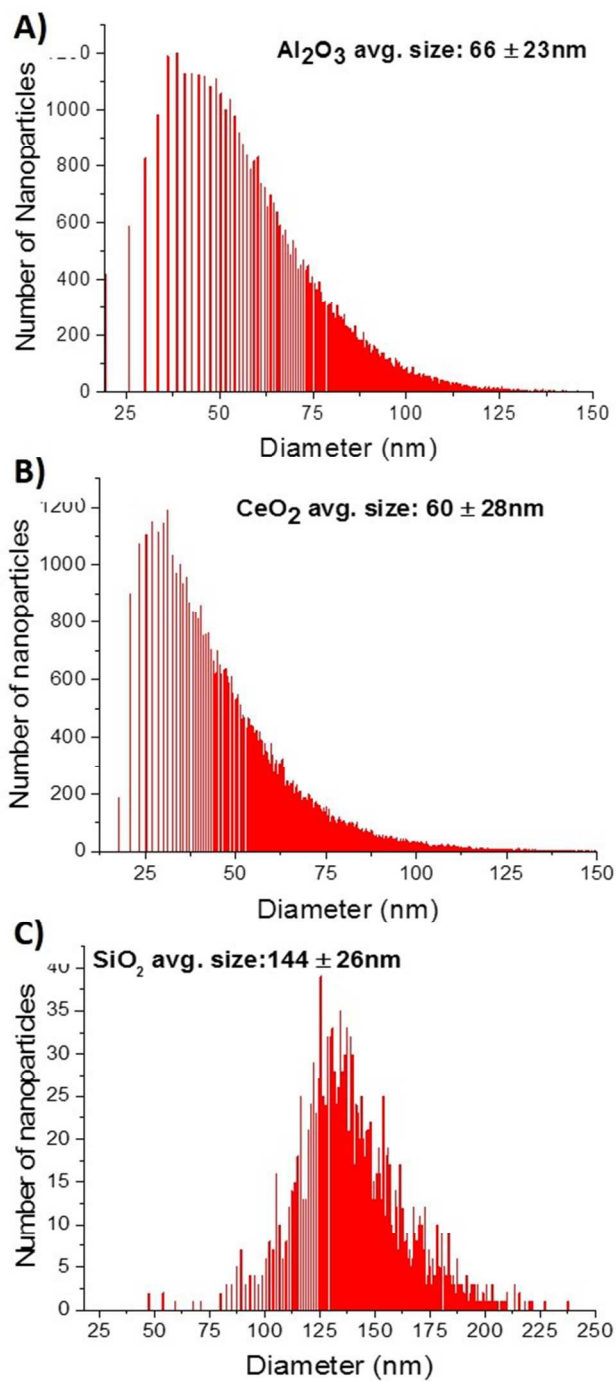 A)
Al₂O₃ avg. size: 66 ± 23nm
Number of Nanoparticles
1000
800
600
400
200
0
25 50 75 100 125 150
Diameter (nm)
B)
CeO₂ avg. size: 60 ± 28nm
Number of nanoparticles
1200
1000
800
600
400
200
0
25 50 75 100 125 150
Diameter (nm)
C)
SiO₂ avg. size:144 ± 26nm
Number of nanoparticles
40
35
30
25
20
15
10
5
0
25 50 75 100 125 150 175 200 225 250
Diameter (nm)